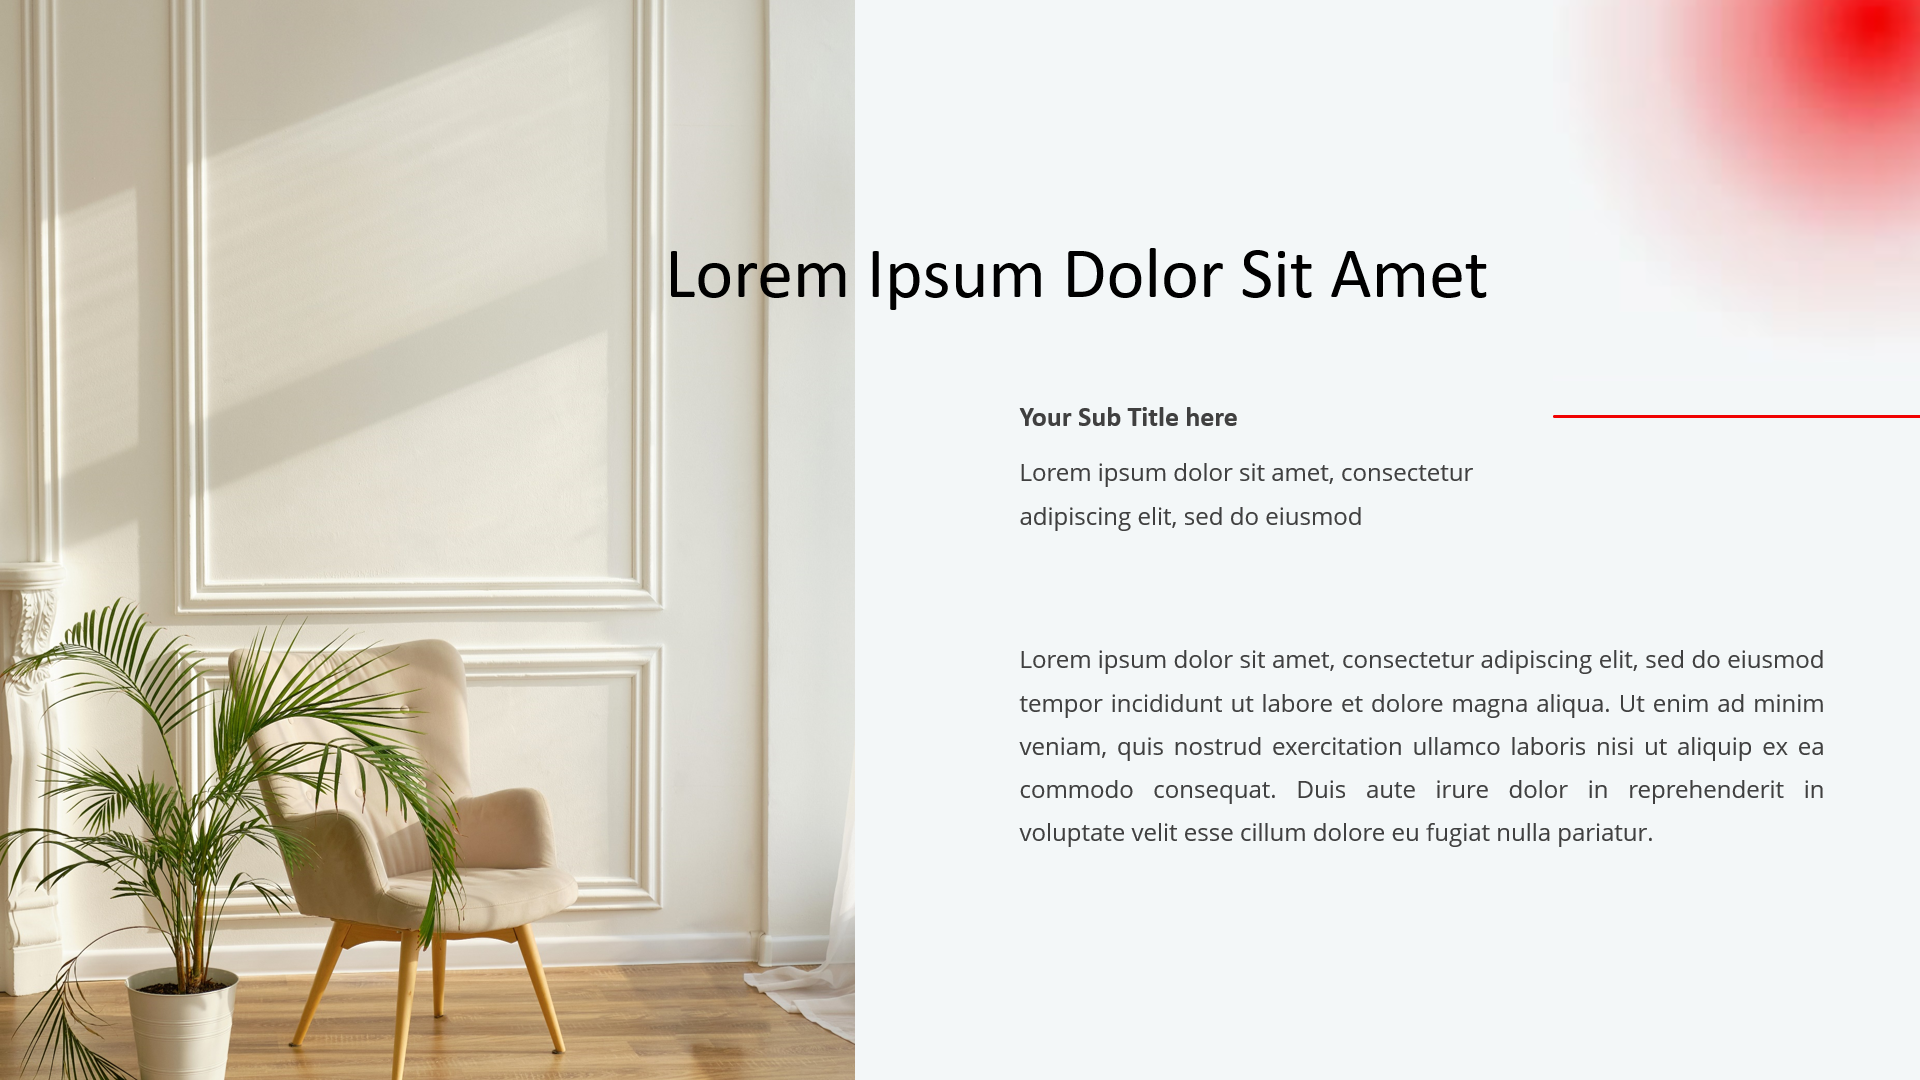 Lorem Ipsum Dolor Sit Amet
Your Sub Title here
Lorem ipsum dolor sit amet, consectetur
adipiscing elit, sed do eiusmod
Lorem ipsum dolor sit amet, consectetur adipiscing elit, sed do eiusmod
tempor incididunt ut labore et dolore magna aliqua. Ut enim ad minim
veniam, quis nostrud exercitation ullamco laboris nisi ut aliquip ex ea
commodo consequat. Duis aute irure dolor in reprehenderit in
voluptate velit esse cillum dolore eu fugiat nulla pariatur.